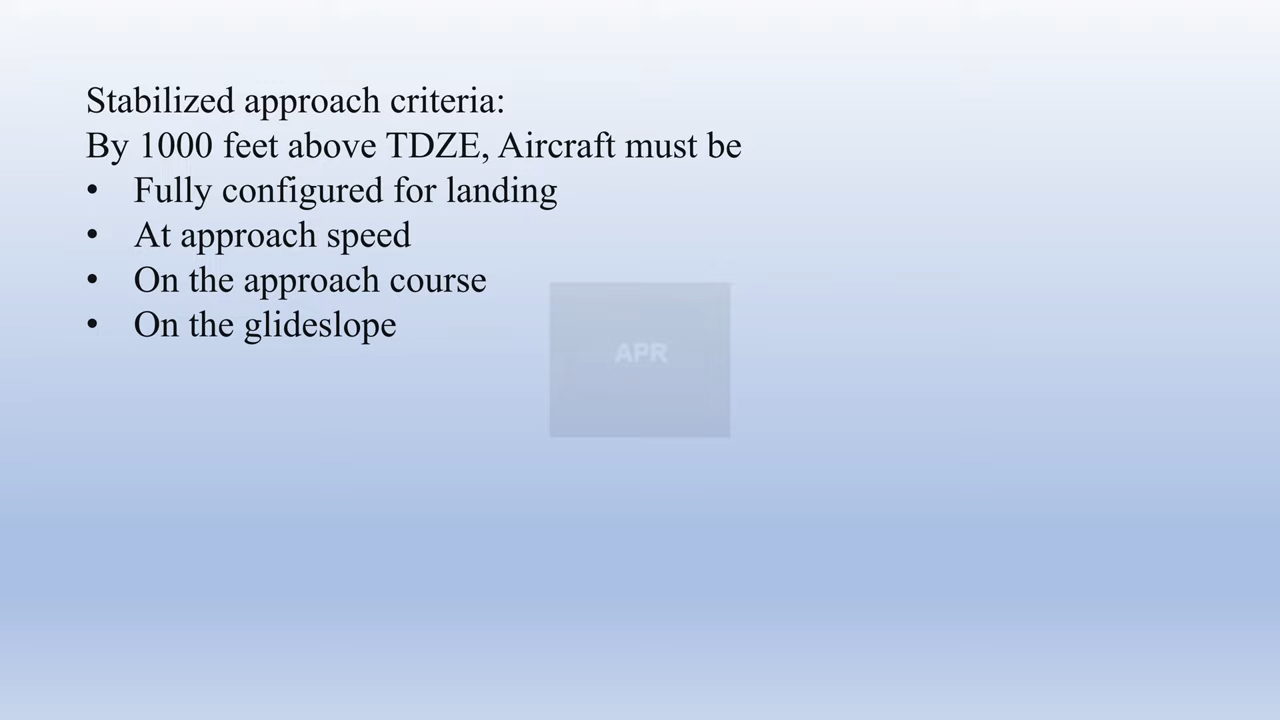 Stabilized approach criteria:
By 1000 feet above TDZE, Aircraft must be
• Fully configured for landing
• At approach speed
• On the approach course
• On the glideslope
APR